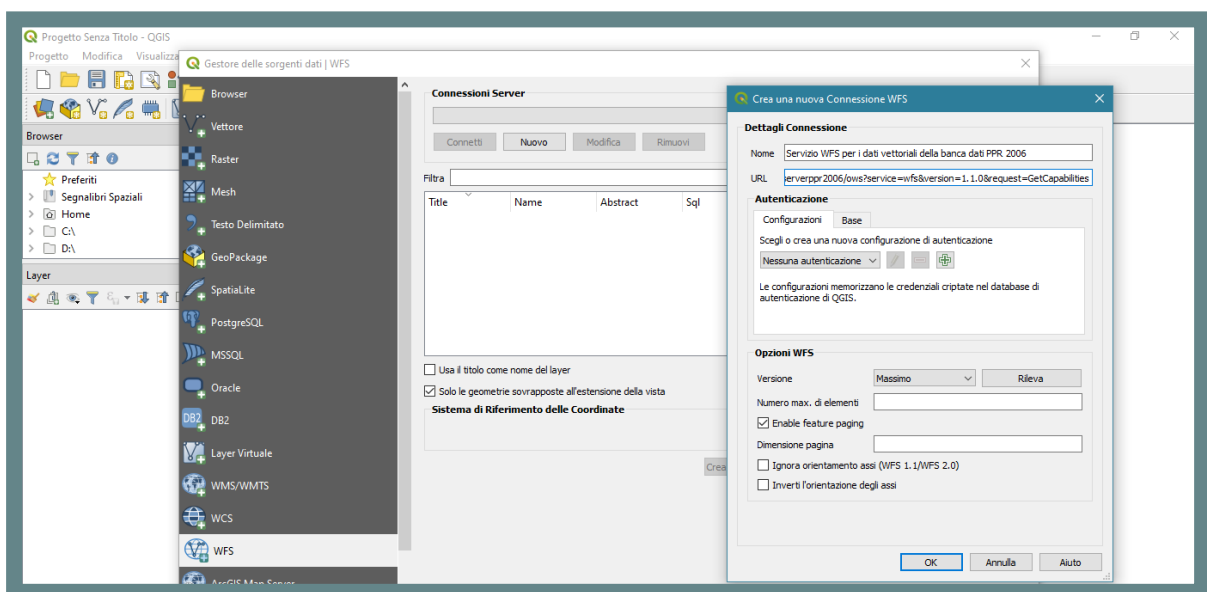 Progetto Senza Titolo - QGIS
Progetto Modifica Visualizza
Browser
Preferiti
Segnalibri Spaziali
Home
C:\
D:\
Layer
Gestore delle sorgenti dati | WFS
Browser
Vettore
Raster
Mesh
Testo Delimitato
GeoPackage
SpatiaLite
PostgreSQL
MSSQL
Oracle
DB2
DB2
Layer Virtuale
WMS/WMTS
WCS
WFS
ArcGIS Map Server
Connessioni Server
Connetti Nuovo Modifica Rimuovi
Filtra
Title Name Abstract Sql
Usa il titolo come nome del layer
Solo le geometrie sovrapposte all'estensione della vista
Sistema di Riferimento delle Coordinate
Crea
Crea una nuova Connessione WFS
Dettagli Connessione
Nome Servizio WFS per i dati vettoriali della banca dati PPR 2006
URL serverppr2006/ows?service=wfs&version=1.1.0&request=GetCapabilities
Autenticazione
Configurazioni Base
Scegli o crea una nuova configurazione di autenticazione
Nessuna autenticazione
Le configurazioni memorizzano le credenziali criptate nel database di
autenticazione di QGIS.
Opzioni WFS
Versione Massimo Rileva
Numero max. di elementi
Enable feature paging
Dimensione pagina
Ignora orientamento assi (WFS 1.1/WFS 2.0)
Inverti l'orientazione degli assi
OK Annulla Aiuto